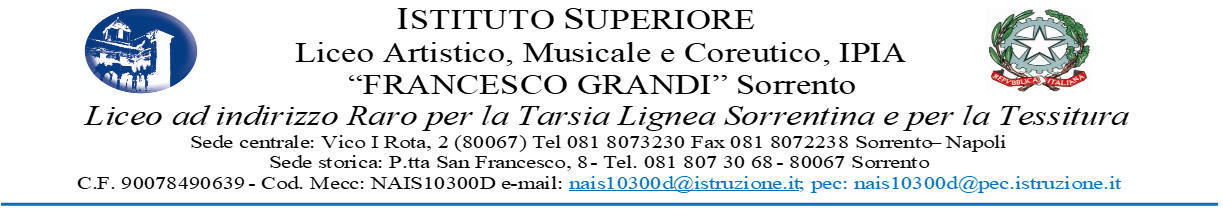 ISTITUTO SUPERIORE
Liceo Artistico, Musicale e Coreutico, IPIA
“FRANCESCO GRANDI” Sorrento
REPVBBLICA ITALIANA
Liceo ad indirizzo Raro per la Tarsia Lignea Sorrentina e per la Tessitura
Sede centrale: Vico I Rota, 2 (80067) Tel 081 8073230 Fax 081 8072238 Sorrento– Napoli
Sede storica: P.tta San Francesco, 8 - Tel. 081 807 30 68 - 80067 Sorrento
C.F. 90078490639 - Cod. Mecc: NAIS10300D e-mail: nais10300d@istruzione.it; pec: nais10300d@pec.istruzione.it